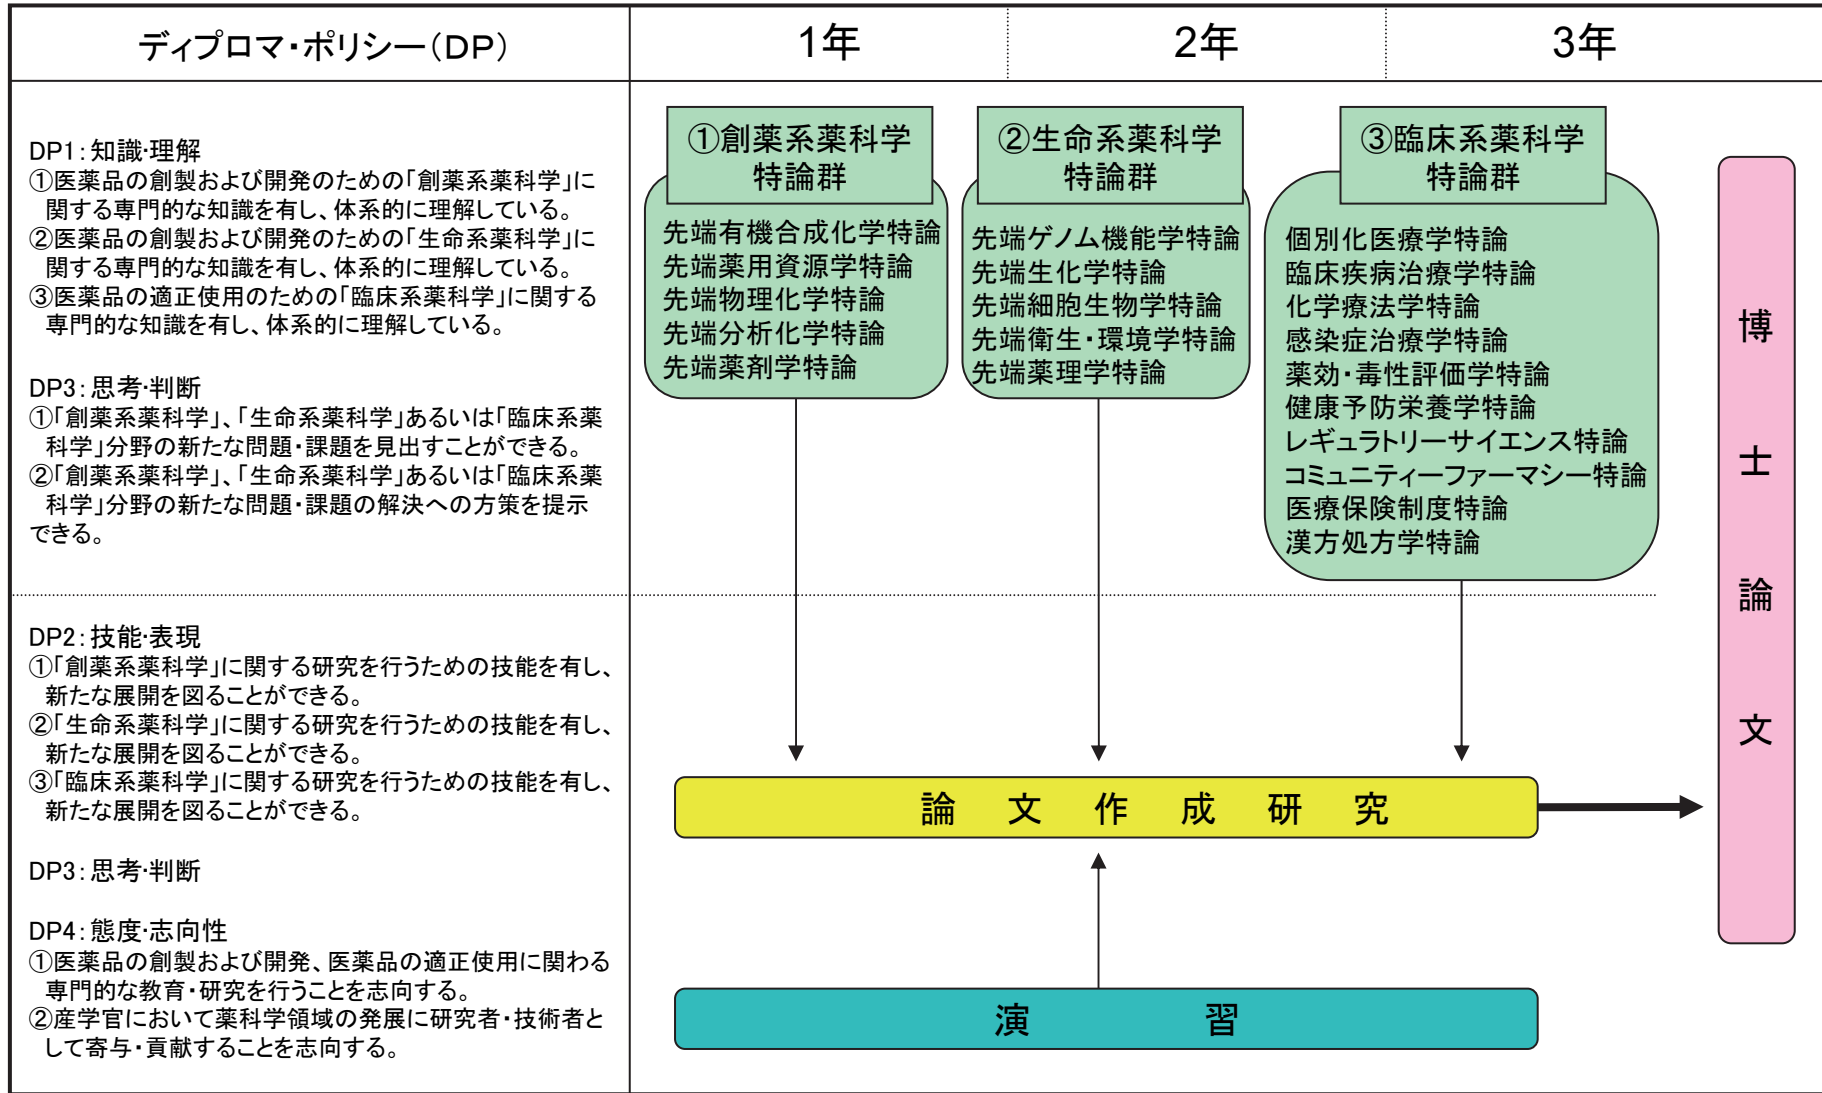 ディプロマ・ポリシー(DP)
1年
2年
3年
DP1:知識・理解
①医薬品の創製および開発のための「創薬系薬科学」に
関する専門的な知識を有し、体系的に理解している。
②医薬品の創製および開発のための「生命系薬科学」に
関する専門的な知識を有し、体系的に理解している。
③医薬品の適正使用のための「臨床系薬科学」に関する
専門的な知識を有し、体系的に理解している。
DP3:思考・判断
①「創薬系薬科学」、「生命系薬科学」あるいは「臨床系薬
科学」分野の新たな問題・課題を見出すことができる。
②「創薬系薬科学」、「生命系薬科学」あるいは「臨床系薬
科学」分野の新たな問題・課題の解決への方策を提示
できる。
DP2:技能・表現
①「創薬系薬科学」に関する研究を行うための技能を有し、
新たな展開を図ることができる。
②「生命系薬科学」に関する研究を行うための技能を有し、
新たな展開を図ることができる。
③「臨床系薬科学」に関する研究を行うための技能を有し、
新たな展開を図ることができる。
DP3:思考・判断
DP4:態度・志向性
①医薬品の創製および開発、医薬品の適正使用に関わる
専門的な教育・研究を行うことを志向する。
②産学官において薬科学領域の発展に研究者・技術者と
して寄与・貢献することを志向する。
①創薬系薬科学
特論群
先端有機合成化学特論
先端薬用資源学特論
先端物理化学特論
先端分析化学特論
先端薬剤学特論
②生命系薬科学
特論群
先端ゲノム機能学特論
先端生化学特論
先端細胞生物学特論
先端衛生・環境学特論
先端薬理学特論
③臨床系薬科学
特論群
個別化医療学特論
臨床疾病治療学特論
化学療法学特論
感染症治療学特論
薬効・毒性評価学特論
健康予防栄養学特論
レギュラトリーサイエンス特論
コミュニティーファーマシー特論
医療保険制度特論
漢方処方学特論
論文作成研究
演習
博士論文